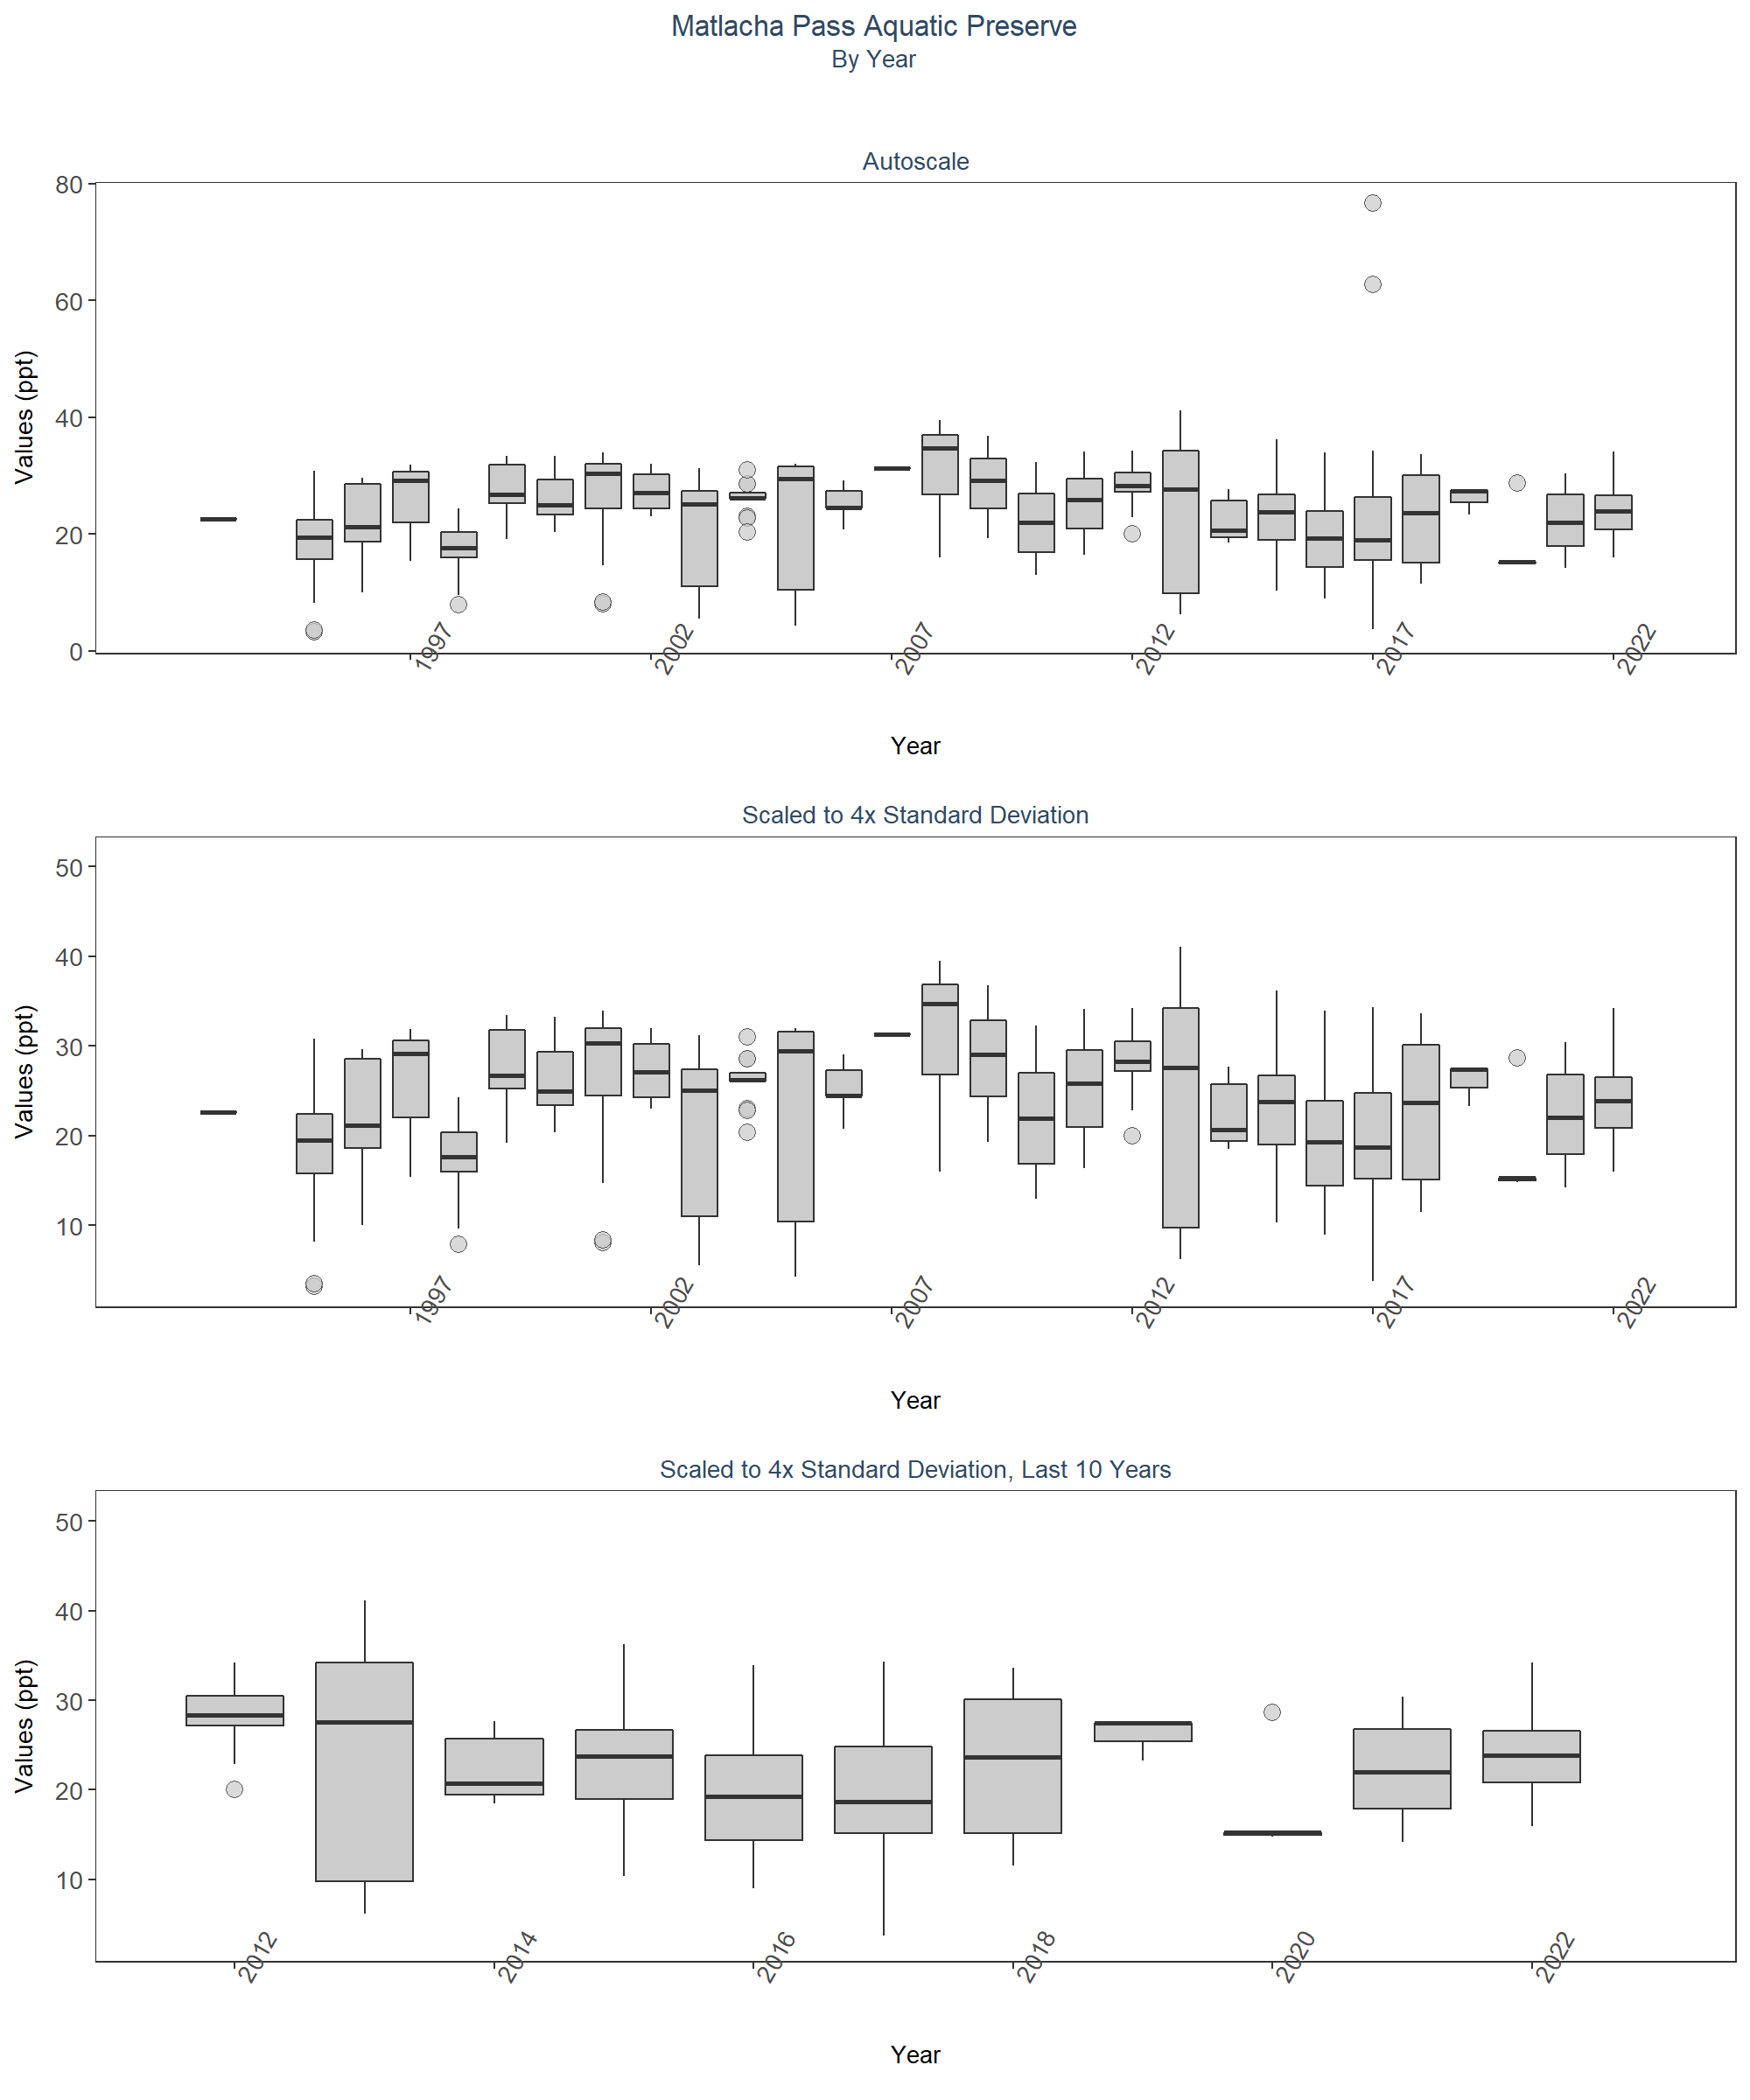 Matlacha Pass Aquatic Preserve
By Year
Autoscale
80
60
40
20
0
Values (ppt)
1997 2002 2007 2012 2017 2022
Year
Scaled to 4x Standard Deviation
50
40
30
20
10
Values (ppt)
1997 2002 2007 2012 2017 2022
Year
Scaled to 4x Standard Deviation, Last 10 Years
50
40
30
20
10
Values (ppt)
2012 2014 2016 2018 2020 2022
Year